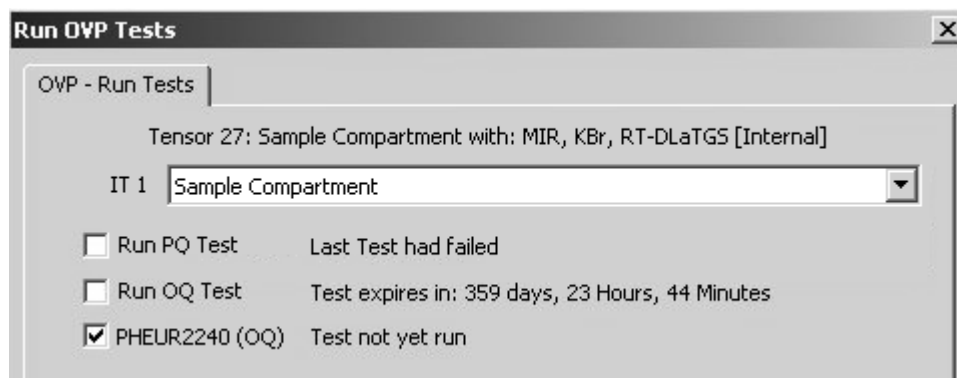 Run OVP Tests
OVP - Run Tests
Tensor 27: Sample Compartment with: MIR, KBr, RT-DLaTGS [Internal]
IT 1 Sample Compartment
Run PQ Test Last Test had failed
Run OQ Test Test expires in: 359 days, 23 Hours, 44 Minutes
PHEUR2240 (OQ) Test not yet run